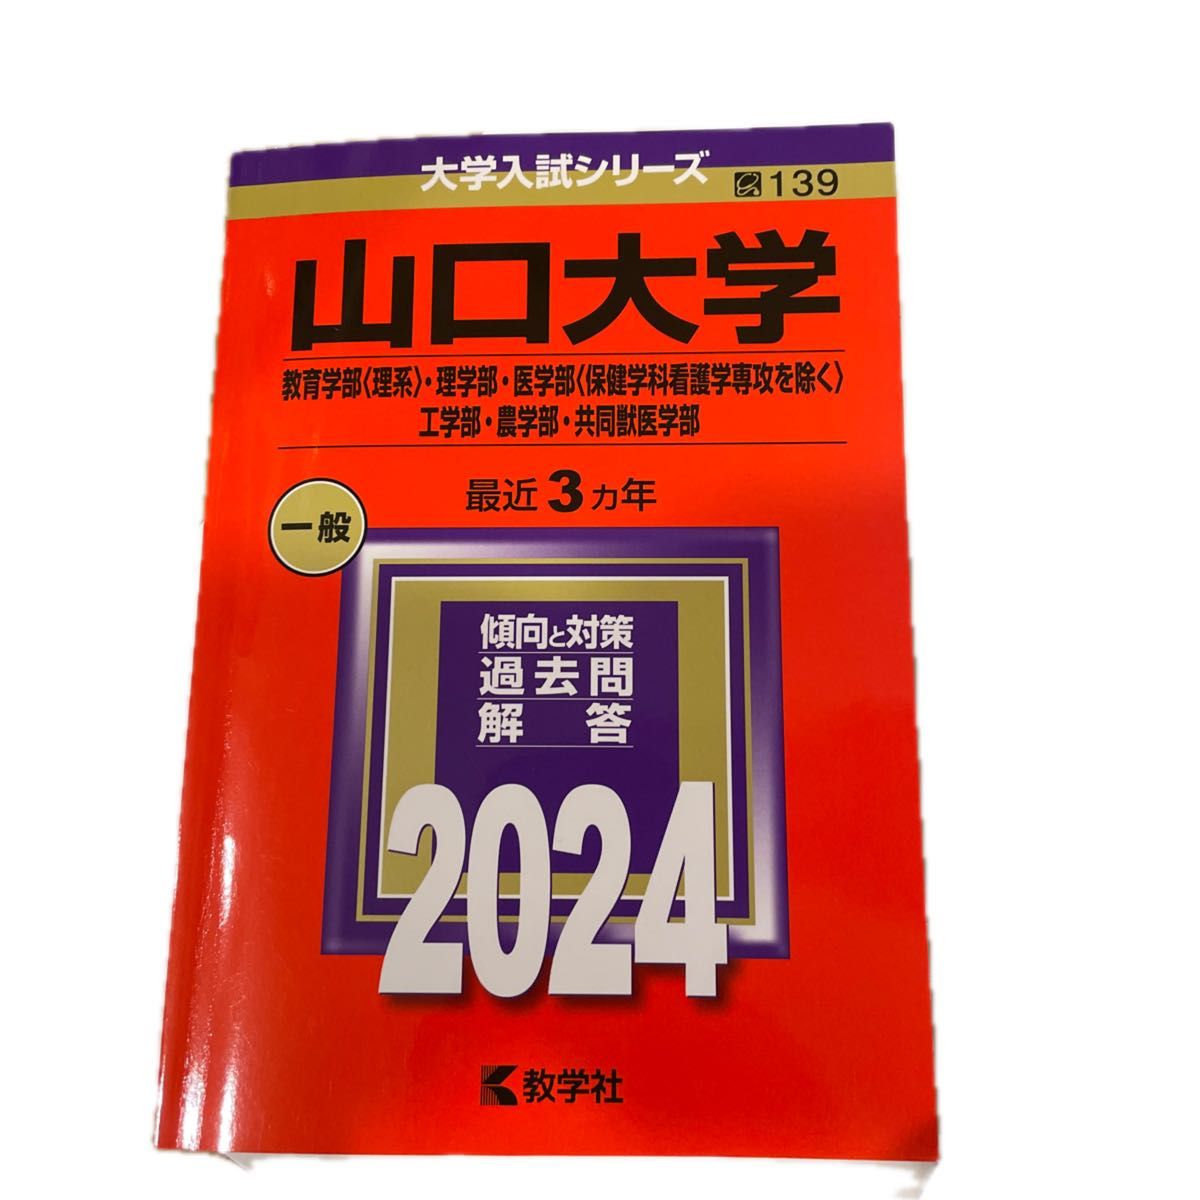 大学入試シリーズ
139
山口大学
教育学部〈理系〉・理学部・医学部〈保健学科看護学専攻を除く〉
工学部・農学部・共同獣医学部
最近3カ年
一般
傾向と対策
過去問
解答
2024
教学社